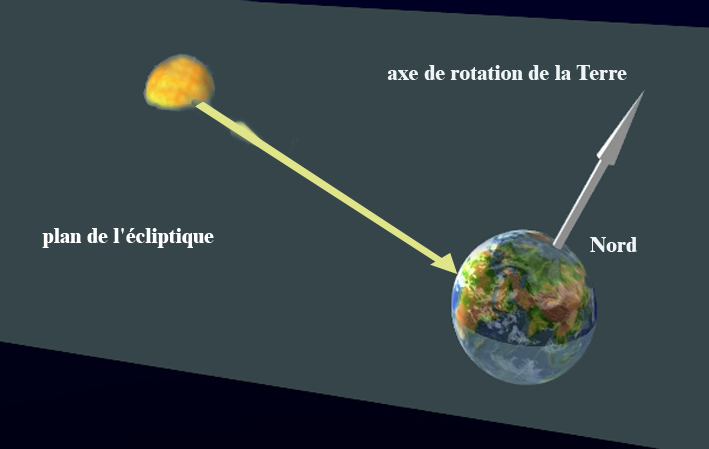 axe de rotation de la Terre
plan de l'écliptique
Nord